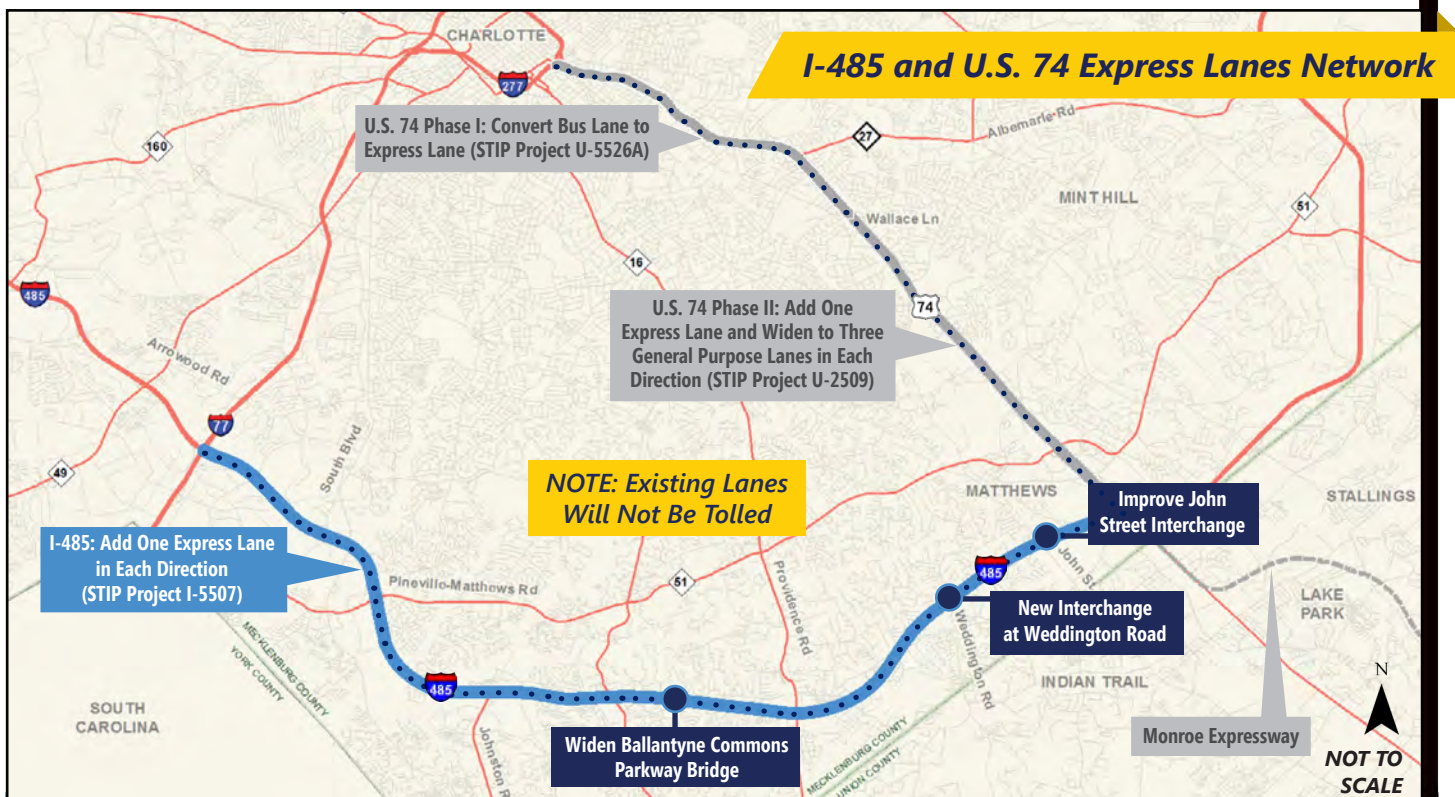 I-485 and U.S. 74 Express Lanes Network
CHARLOTTE
277
U.S. 74 Phase I: Convert Bus Lane to
Express Lane (STIP Project U-5526A)
27
Albemarle Rd
160
MINT HILL
51
Wallace Ln
16
485
U.S. 74 Phase II: Add One
Express Lane and Widen to Three
General Purpose Lanes in Each
Direction (STIP Project U-2509)
74
Arrowood Rd
77
South Blvd
49
NOTE: Existing Lanes
Will Not Be Tolled
MATTHEWS
Improve John
Street Interchange
STALLINGS
I-485: Add One Express Lane
in Each Direction
(STIP Project I-5507)
Pineville-Matthews Rd
51
Providence Rd
485
John St
New Interchange
at Weddington Road
Weddington Rd
LAKE
PARK
MECKLENBURG COUNTY
YORK COUNTY
485
INDIAN TRAIL
N
SOUTH
CAROLINA
Johnston R
Widen Ballantyne Commons
Parkway Bridge
MECKLENBURG COUNTY
UNION COUNTY
Monroe Expressway
NOT TO
SCALE